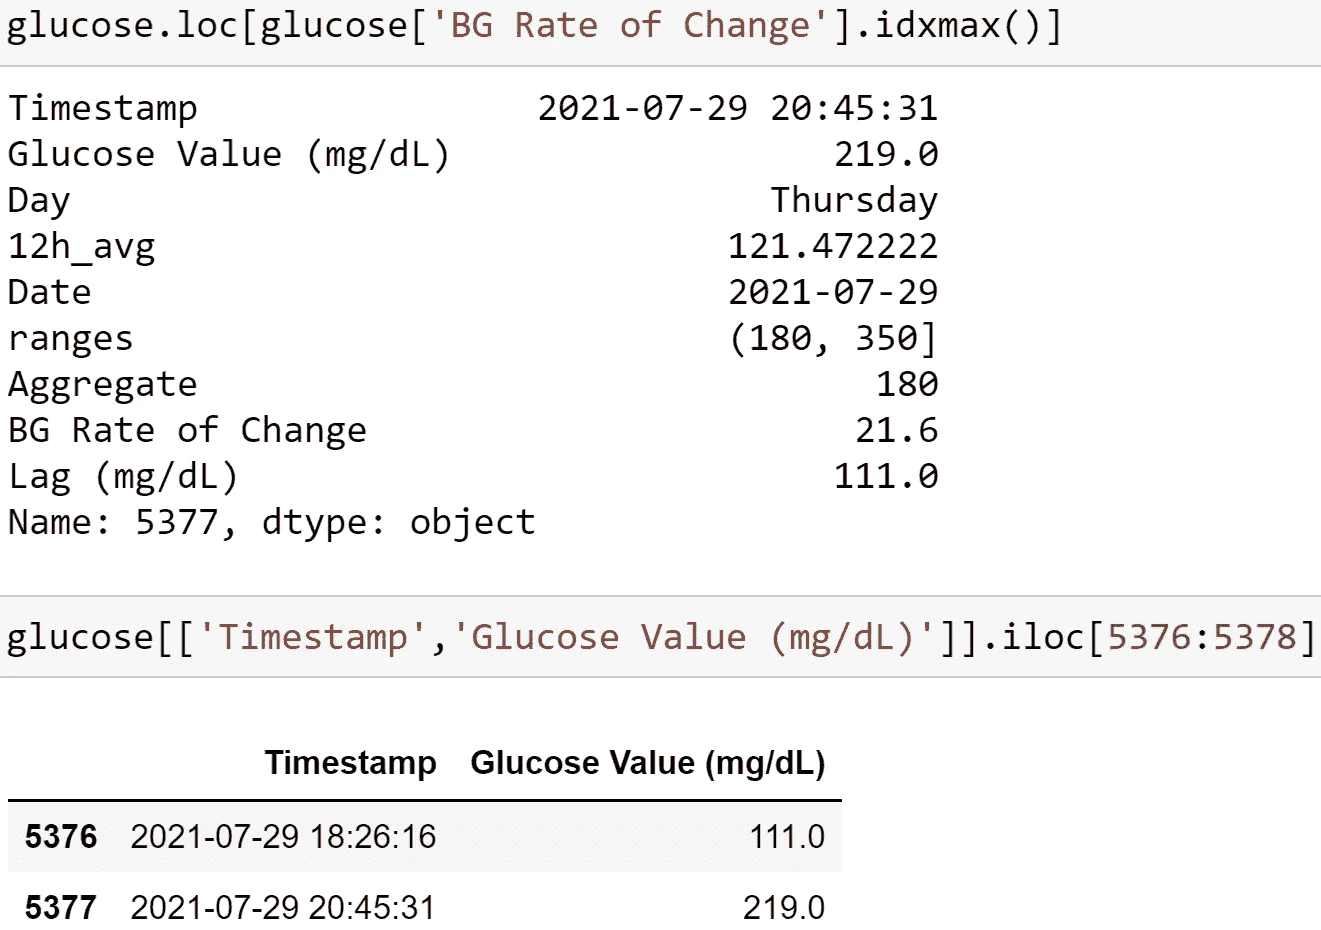 glucose.loc[glucose['BG Rate of Change'].idxmax()]
Timestamp 2021-07-29 20:45:31
Glucose Value (mg/dL) 219.0
Day Thursday
12h_avg 121.472222
Date 2021-07-29
ranges (180, 350]
Aggregate 180
BG Rate of Change 21.6
Lag (mg/dL) 111.0
Name: 5377, dtype: object
glucose[['Timestamp','Glucose Value (mg/dL)']].iloc[5376:5378]
Timestamp Glucose Value (mg/dL)
5376 2021-07-29 18:26:16 111.0
5377 2021-07-29 20:45:31 219.0